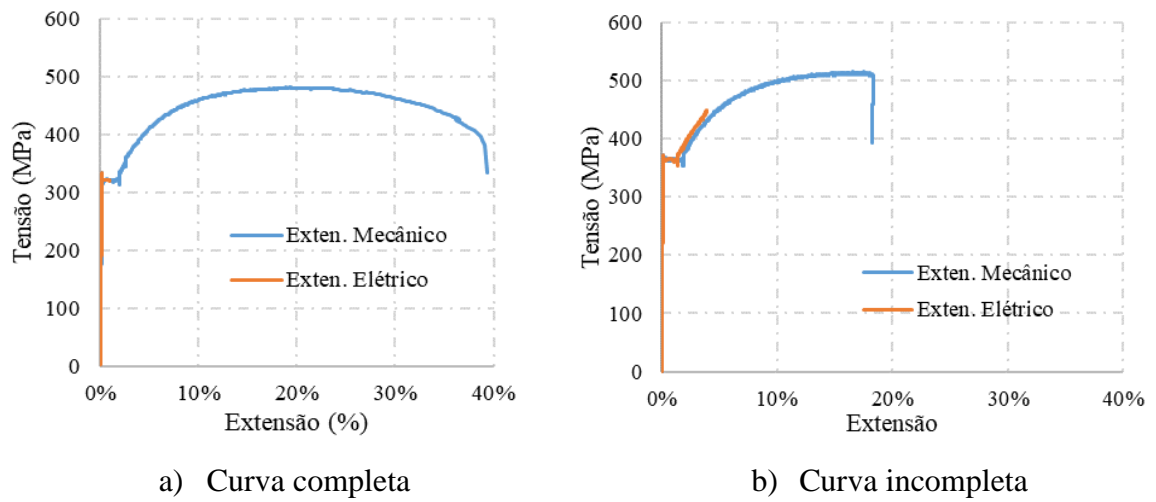 600
500
400
300
200
100
0
Tensão (MPa)
Exten. Mecânico
Exten. Elétrico
0% 10% 20% 30% 40%
Extensão (%)
a) Curva completa
600
500
400
300
200
100
0
Tensão (MPa)
Exten. Mecânico
Exten. Elétrico
0% 10% 20% 30% 40%
Extensão
b) Curva incompleta